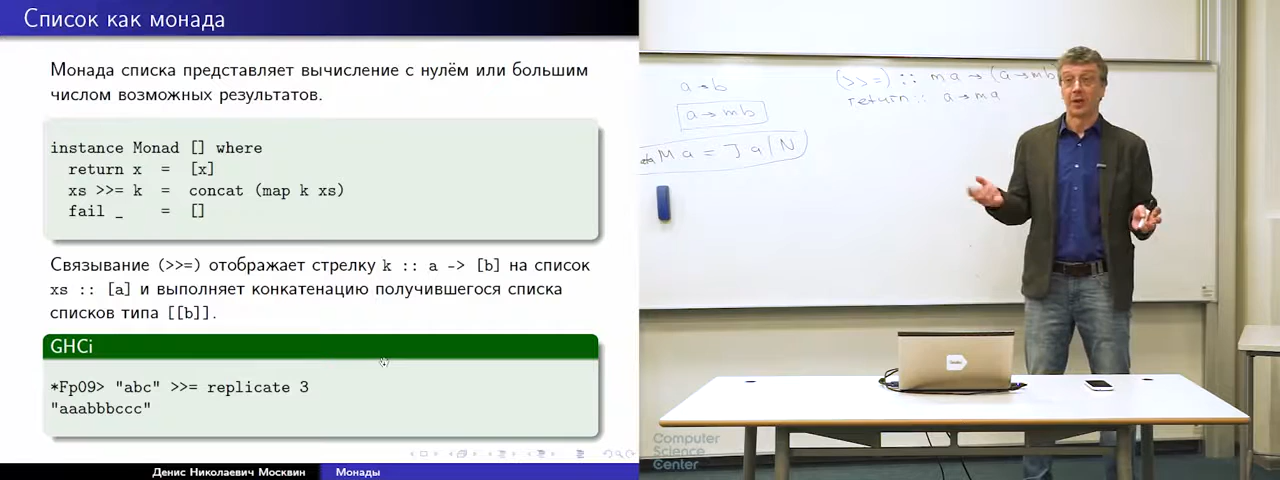 Список как монада
Монада списка представляет вычисление с нулём или большим
числом возможных результатов.
instance Monad [] where
return x = [x]
xs >>= k = concat (map k xs)
fail _ = []
Связывание (>>=) отображает стрелку k :: a -> [b] на список
xs :: [a] и выполняет конкатенацию получившегося списка
списков типа [[b]].
GHCi
*Fp09> "abc" >>= replicate 3
"aaabbbccc"
Денис Николаевич Москвин Монады
a → b
a → m b
M a = J a | N
(>>=) :: m a → (a → m b
return :: a → m a
Computer
Science
Center